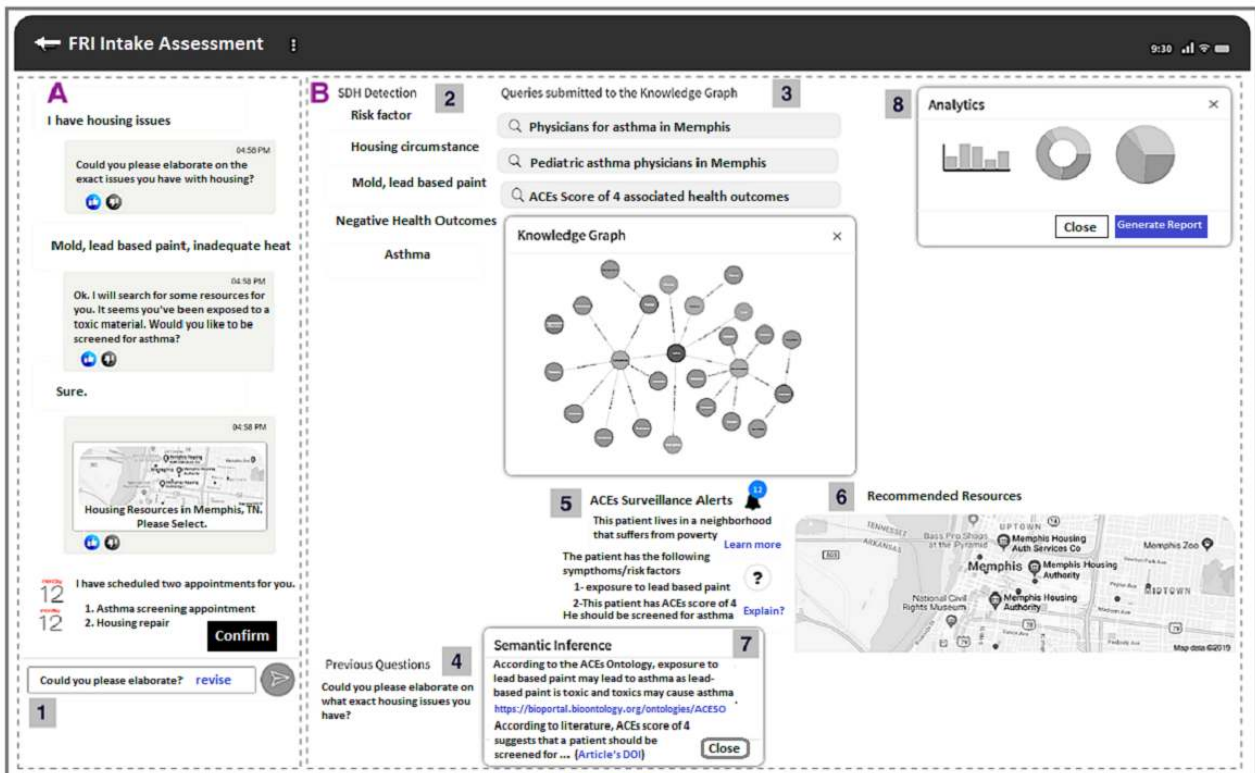 FRI Intake Assessment
9:30
A
I have housing issues
04:58 PM
Could you please elaborate on the
exact issues you have with housing?
Mold, lead based paint, inadequate heat
04:58 PM
Ok. I will search for some resources for
you. It seems you've been exposed to a
toxic material. Would you like to be
screened for asthma?
Sure.
04:58 PM
Housing Resources in Memphis, TN.
Please Select.
12
12
I have scheduled two appointments for you.
1. Asthma screening appointment
2. Housing repair
Confirm
Could you please elaborate? revise
1
B
SDH Detection
2
Risk factor
Housing circumstance
Mold, lead based paint
Negative Health Outcomes
Asthma
Queries submitted to the Knowledge Graph
3
Physicians for asthma in Memphis
Pediatric asthma physicians in Memphis
ACEs Score of 4 associated health outcomes
Knowledge Graph
×
8
Analytics
×
Close
Generate Report
5
ACEs Surveillance Alerts
12
This patient lives in a neighborhood
that suffers from poverty
Learn more
The patient has the following
sympthoms/risk factors
1- exposure to lead based paint
2-This patient has ACEs score of 4
He should be screened for asthma
?
Explain?
6
Recommended Resources
TENNESSEE
ARKANSAS
UPTOWN
Bass Pro Shops
at the Pyramid
Memphis Housing
Auth Services Co
Memphis Zoo
Memphis
Memphis Housing
Authority
MIDTOWN
National Civil
Rights Museum
Memphis Housing
Authority
Map data ©2019
Previous Questions
4
Could you please elaborate on
what exact housing issues you
have?
Semantic Inference
7
According to the ACEs Ontology, exposure to
lead based paint may lead to asthma as lead-
based paint is toxic and toxics may cause asthma
https://bioportal.bioontology.org/ontologies/ACESO
According to literature, ACEs score of 4
suggests that a patient should be
screened for ... (Article's DOI)
Close